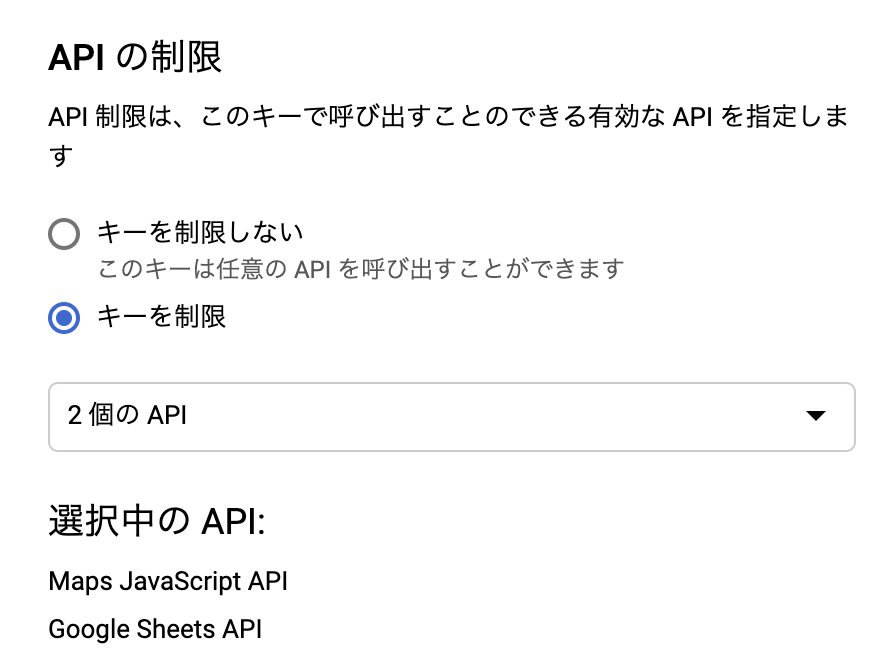 API の制限
API 制限は、このキーで呼び出すことのできる有効な API を指定しま
す
キーを制限しない
このキーは任意の API を呼び出すことができます
キーを制限
2 個の API
選択中の API:
Maps JavaScript API
Google Sheets API